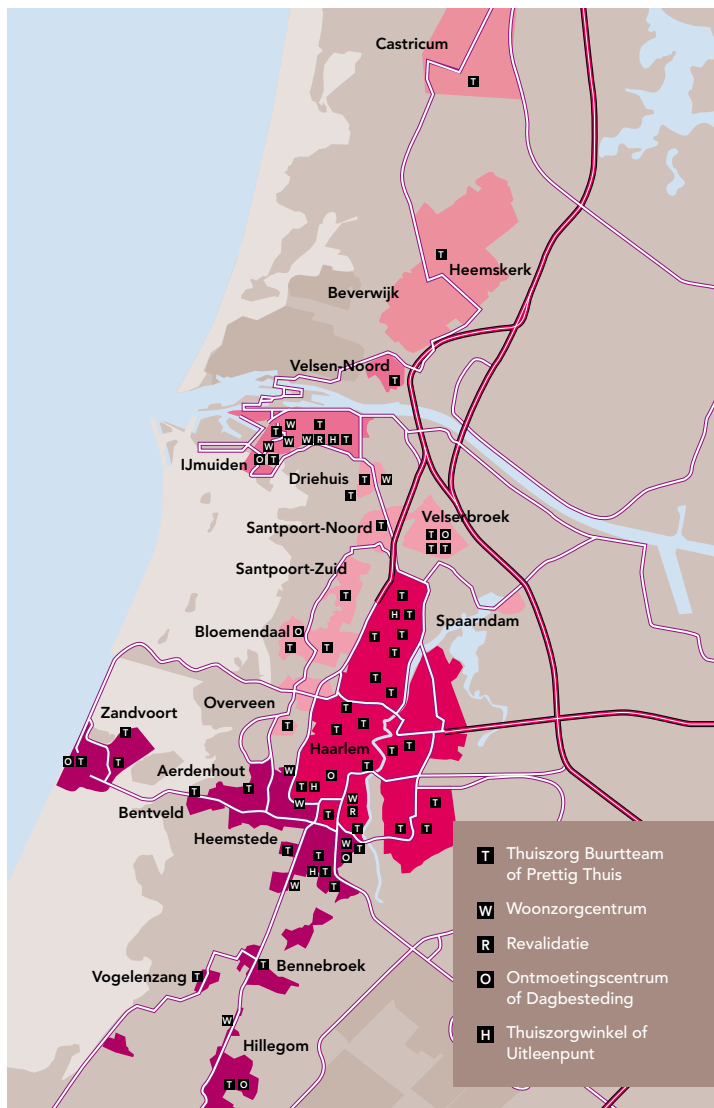 Castricum
T
T
Heemskerk
Beverwijk
Velsen-Noord
T
W T
T
W W R H T
W
IJmuiden O T
Driehuis T W
T
Santpoort-Noord T
Velserbroek
T O
T T
Santpoort-Zuid
T
T
H T
Spaarndam
Bloemendaal O
T T
T T
T
T
T
Overveen
T
T
T T
Zandvoort
T
Haarlem
T T
O T T
T
Aerdenhout W
O
T H
T
T
Bentveld
W
W
R
T
T
T
T T
Heemstede
T
W T
T O
H T
W T
T Thuiszorg Buurtteam
of Prettig Thuis
W Woonzorgcentrum
R Revalidatie
O Ontmoetingscentrum
of Dagbesteding
H Thuiszorgwinkel of
Uitleenpunt
Vogelenzang T
T Bennebroek
W
Hillegom
T O